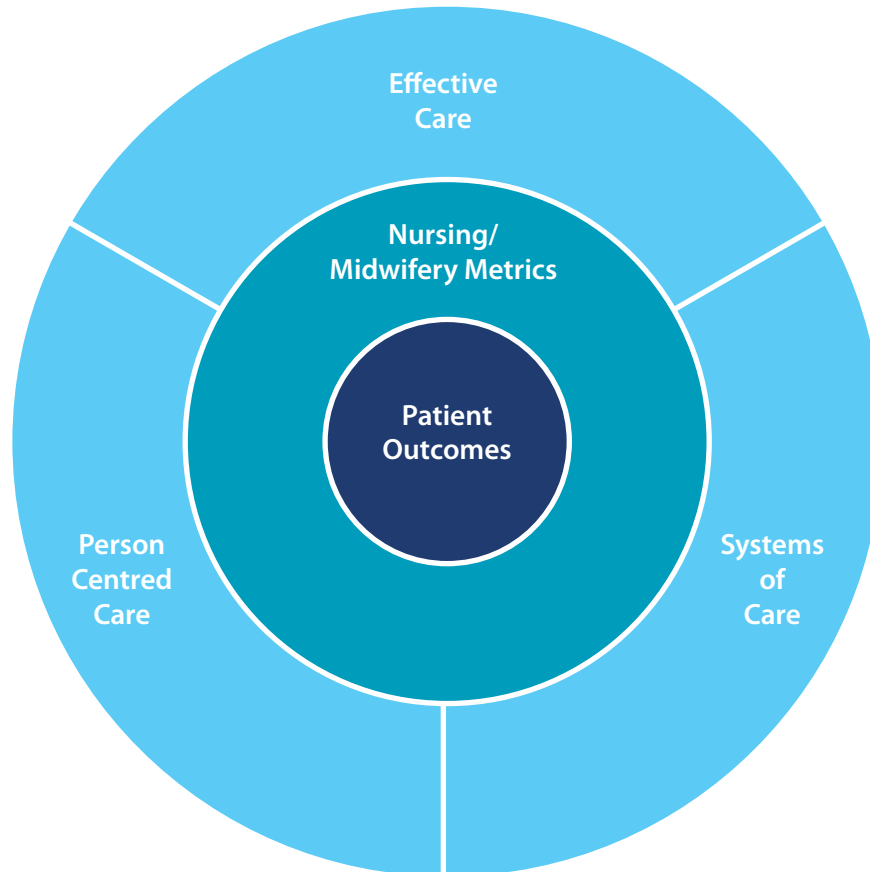 Effective
Care
Nursing/
Midwifery Metrics
Patient
Outcomes
Person
Centred
Care
Systems
of
Care